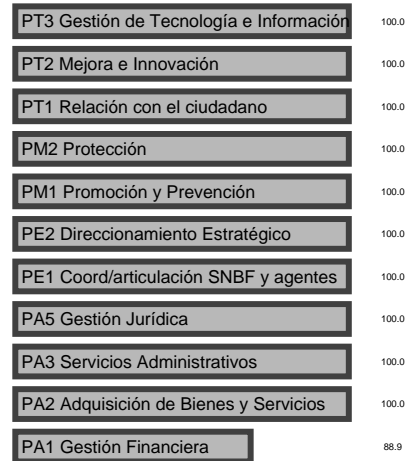 PT3 Gestión de Tecnología e Información 100.0
PT2 Mejora e Innovación 100.0
PT1 Relación con el ciudadano 100.0
PM2 Protección 100.0
PM1 Promoción y Prevención 100.0
PE2 Direccionamiento Estratégico 100.0
PE1 Coord/articulación SNBF y agentes 100.0
PA5 Gestión Jurídica 100.0
PA3 Servicios Administrativos 100.0
PA2 Adquisición de Bienes y Servicios 100.0
PA1 Gestión Financiera 88.9